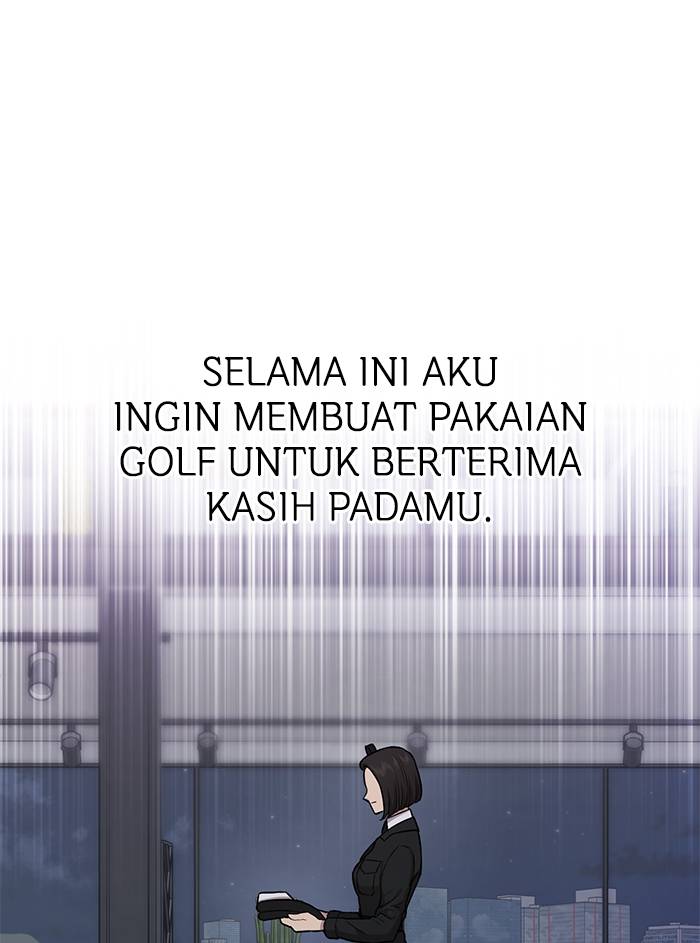 SELAMA INI AKU
INGIN MEMBUAT PAKAIAN
GOLF UNTUK BERTERIMA
KASIH PADAMU.